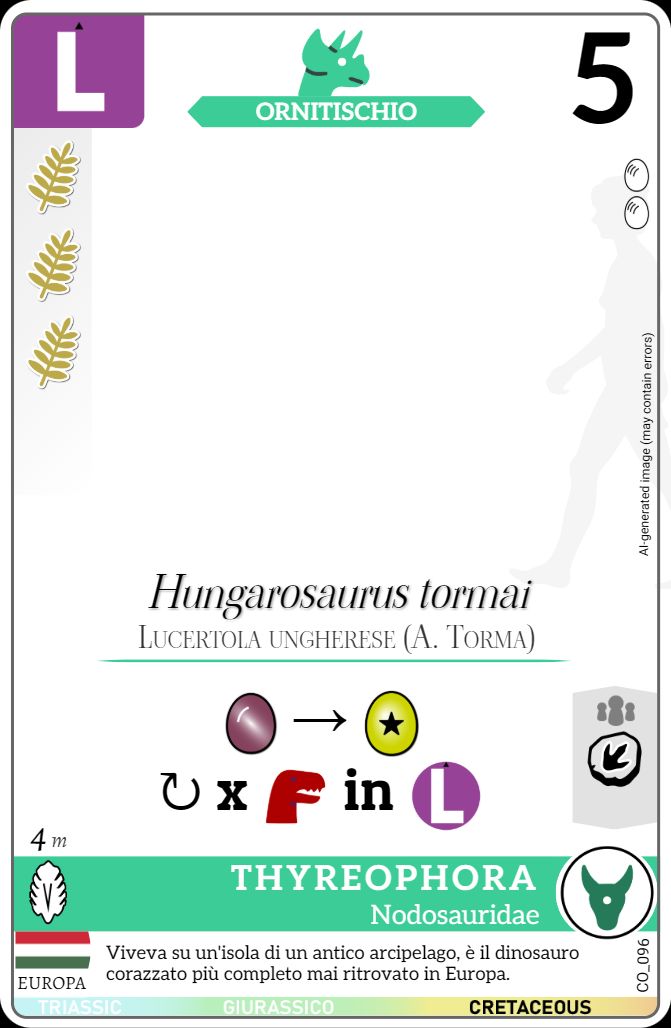 L
ORNITISCHIO
5
AI-generated image (may contain errors)
Hungarosaurus tormai
Lucertola ungherese (A. Torma)
x in L
4 m
V
THYREOPHORA
Nodosauridae
Viveva su un'isola di un antico arcipelago, è il dinosauro
corazzato più completo mai ritrovato in Europa.
EUROPA
CO_096
TRIASSIC GIURASSICO CRETACEOUS